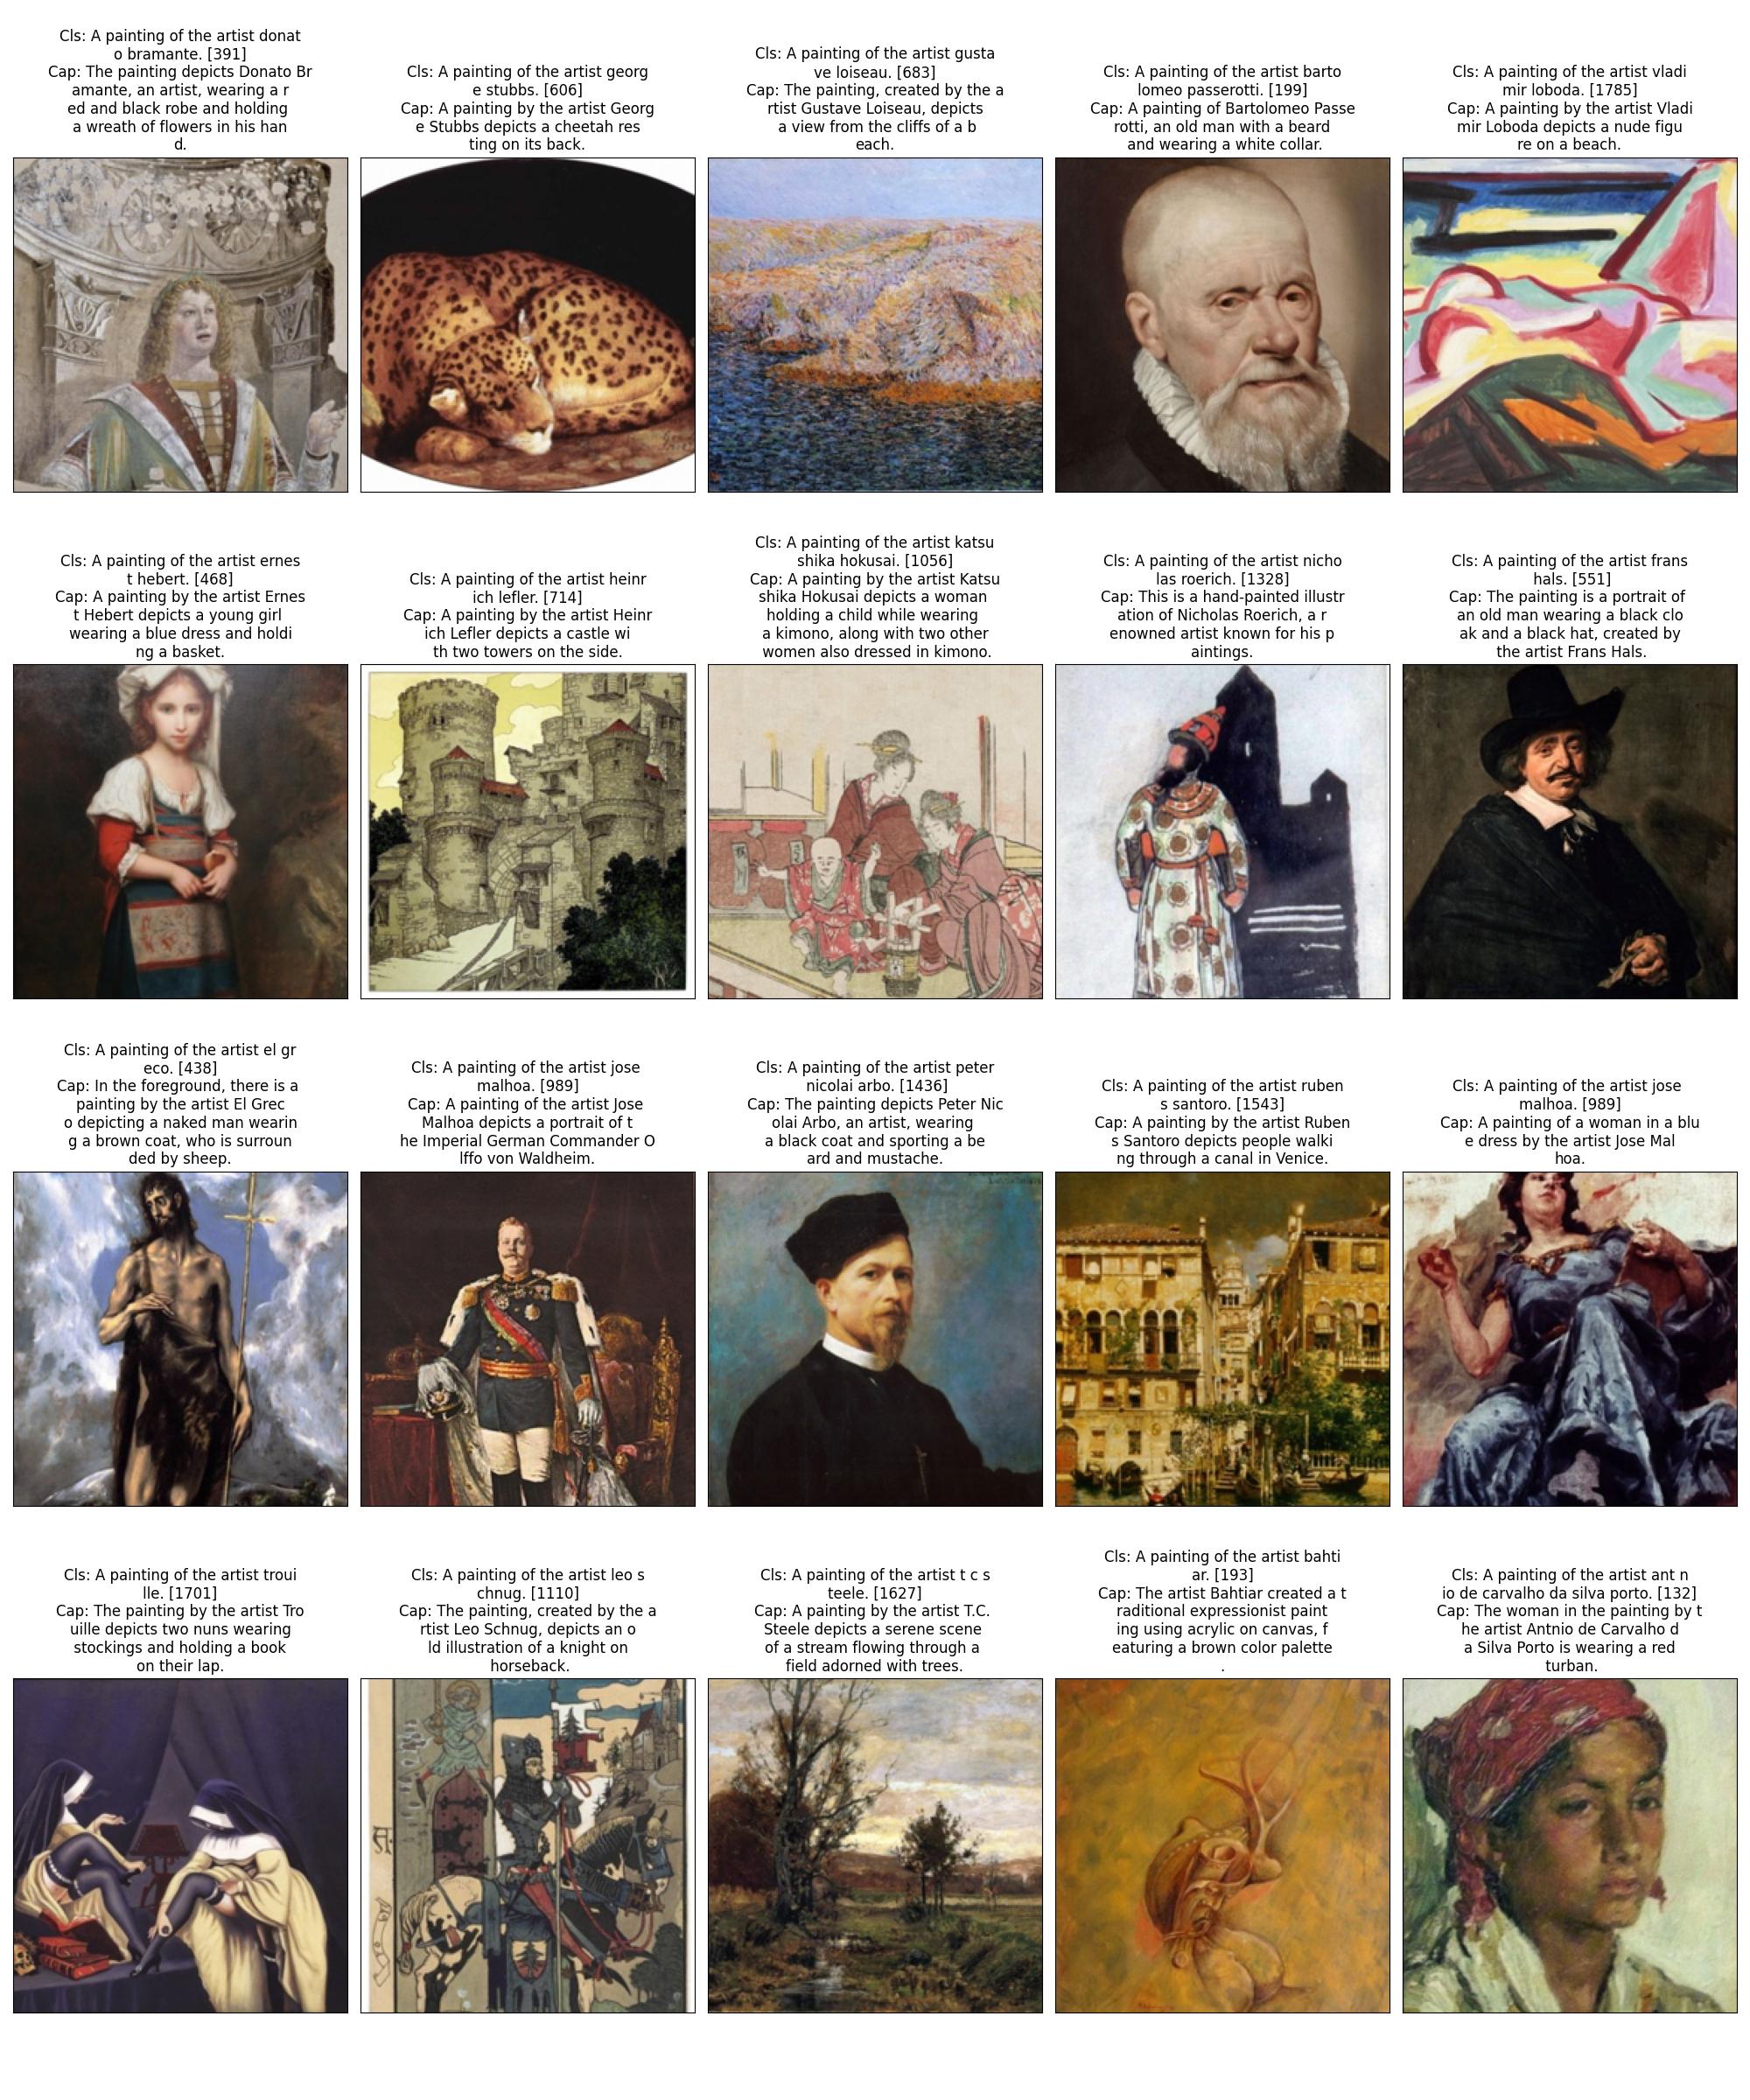 Cls: A painting of the artist donat
o bramante. [391]
Cap: The painting depicts Donato Br
amante, an artist, wearing a r
ed and black robe and holding
a wreath of flowers in his han
d.
Cls: A painting of the artist georg
e stubbs. [606]
Cap: A painting by the artist Georg
e Stubbs depicts a cheetah res
ting on its back.
Cls: A painting of the artist gusta
ve loiseau. [683]
Cap: The painting, created by the a
rtist Gustave Loiseau, depicts
a view from the cliffs of a b
each.
Cls: A painting of the artist barto
lomeo passerotti. [199]
Cap: A painting of Bartolomeo Passe
rotti, an old man with a beard
and wearing a white collar.
Cls: A painting of the artist vladi
mir loboda. [1785]
Cap: A painting by the artist Vladi
mir Loboda depicts a nude figu
re on a beach.
Cls: A painting of the artist ernes
t hebert. [468]
Cap: A painting by the artist Ernes
t Hebert depicts a young girl
wearing a blue dress and holdi
ng a basket.
Cls: A painting of the artist heinr
ich lefler. [714]
Cap: A painting by the artist Heinr
ich Lefler depicts a castle wi
th two towers on the side.
Cls: A painting of the artist katsu
shika hokusai. [1056]
Cap: A painting by the artist Katsu
shika Hokusai depicts a woman
holding a child while wearing
a kimono, along with two other
women also dressed in kimono.
Cls: A painting of the artist nicho
las roerich. [1328]
Cap: This is a hand-painted illustr
ation of Nicholas Roerich, a r
enowned artist known for his p
aintings.
Cls: A painting of the artist frans
hals. [551]
Cap: The painting is a portrait of
an old man wearing a black clo
ak and a black hat, created by
the artist Frans Hals.
Cls: A painting of the artist el gr
eco. [438]
Cap: In the foreground, there is a
painting by the artist El Grec
o depicting a naked man wearin
g a brown coat, who is surroun
ded by sheep.
Cls: A painting of the artist jose
malhoa. [989]
Cap: A painting of the artist Jose
Malhoa depicts a portrait of t
he Imperial German Commander O
lffo von Waldheim.
Cls: A painting of the artist peter
nicolai arbo. [1436]
Cap: The painting depicts Peter Nic
olai Arbo, an artist, wearing
a black coat and sporting a be
ard and mustache.
Cls: A painting of the artist ruben
s santoro. [1543]
Cap: A painting by the artist Ruben
s Santoro depicts people walki
ng through a canal in Venice.
Cls: A painting of the artist jose
malhoa. [989]
Cap: A painting of a woman in a blu
e dress by the artist Jose Mal
hoa.
Cls: A painting of the artist troui
lle. [1701]
Cap: The painting by the artist Tro
uille depicts two nuns wearing
stockings and holding a book
on their lap.
Cls: A painting of the artist leo s
chnug. [1110]
Cap: The painting, created by the a
rtist Leo Schnug, depicts an o
ld illustration of a knight on
horseback.
Cls: A painting of the artist t c s
teele. [1627]
Cap: A painting by the artist T.C.
Steele depicts a serene scene
of a stream flowing through a
field adorned with trees.
Cls: A painting of the artist bahti
ar. [193]
Cap: The artist Bahtiar created a t
raditional expressionist paint
ing using acrylic on canvas, f
eaturing a brown color palette
.
Cls: A painting of the artist ant n
io de carvalho da silva porto. [132]
Cap: The woman in the painting by t
he artist Antnio de Carvalho d
a Silva Porto is wearing a red
turban.